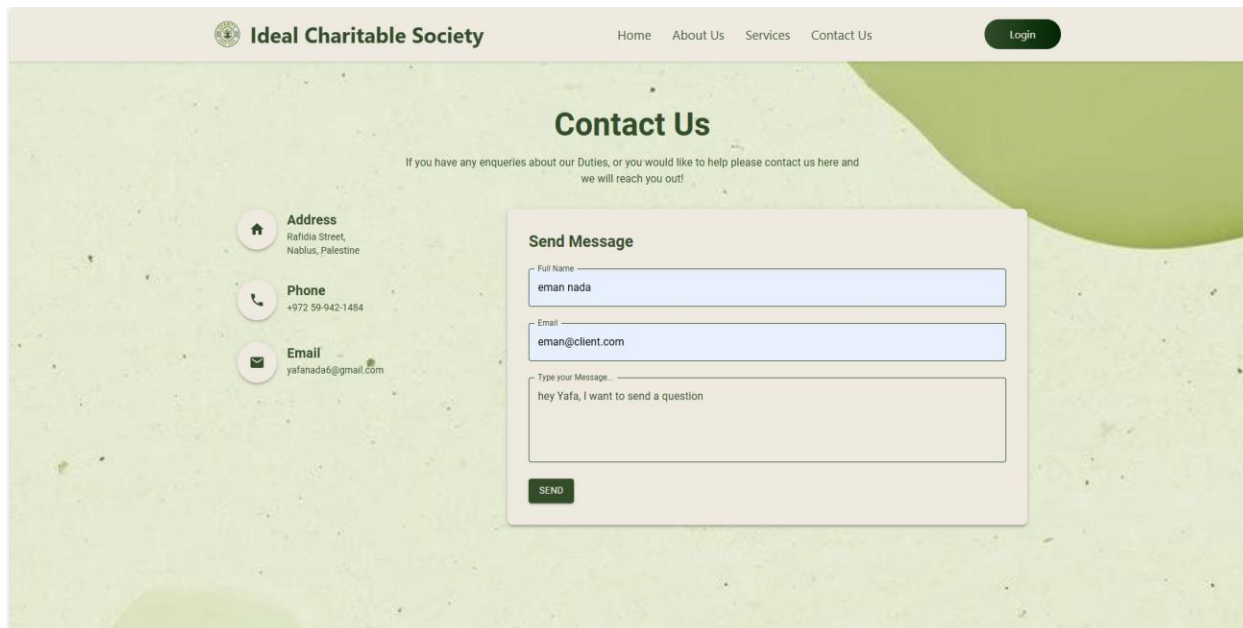 Ideal Charitable Society
Home About Us Services Contact Us
Login
Contact Us
If you have any enqueries about our Duties, or you would like to help please contact us here and
we will reach you out!
Address
Rafidia Street,
Nablus, Palestine
Phone
+972 59-942-1484
Email
yafanada6@gmail.com
Send Message
Full Name
eman nada
Email
eman@client.com
Type your Message...
hey Yafa, I want to send a question
SEND